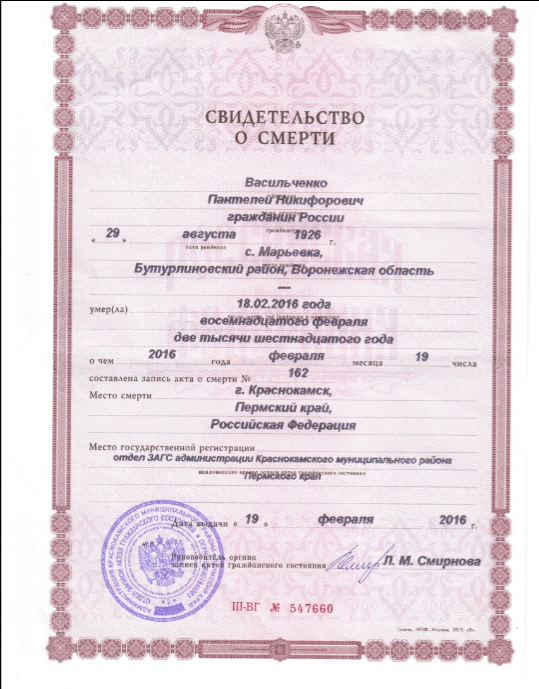 СВИДЕТЕЛЬСТВО
О СМЕРТИ
Васильченко
Пантелей Никифорович
гражданин России
гражданство
« 29 » августа 1926 г.
дата рождения
с. Марьевка,
Бутурлиновский район, Воронежская область
—
умер(ла) 18.02.2016 года
восемнадцатого февраля
две тысячи шестнадцатого года
о чем 2016 года февраля месяца 19 числа
составлена запись акта о смерти № 162
Место смерти г. Краснокамск,
Пермский край,
Российская Федерация
Место государственной регистрации
отдел ЗАГС администрации Краснокамского муниципального района
наименование органа записи актов гражданского состояния
Пермского края
Дата выдачи « 19 » февраля 2016 г.
Руководитель органа
записи актов гражданского состояния Л. М. Смирнова
III-ВГ № 547660